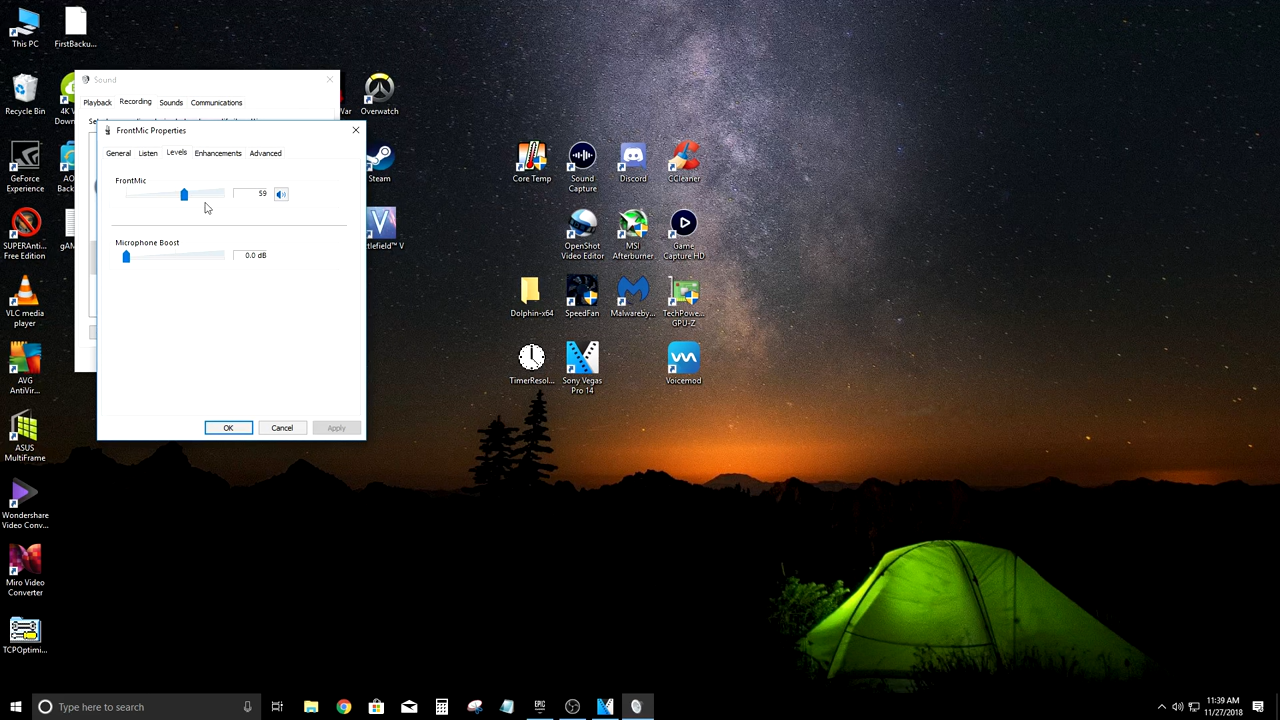 This PC
FirstBacku...
Sound
Playback
Recording
Sounds
Communications
Recycle Bin
4K V
Down
War
Overwatch
FrontMic Properties
General
Listen
Levels
Enhancements
Advanced
FrontMic
59
Microphone Boost
0.0 dB
OK
Cancel
Apply
GeForce
Experience
AO
Back
Steam
SUPERAnti...
Free Edition
gA
tlefield™ V
VLC media
player
AVG
AntiVir...
ASUS
MultiFrame
Wondershare
Video Conv...
Miro Video
Converter
TCPOptimi...
Core Temp
Sound
Capture
Discord
CCleaner
OpenShot
Video Editor
MSI
Afterburner
Game
Capture HD
Dolphin-x64
SpeedFan
Malwareby...
TechPowe...
GPU-Z
TimerResol...
Sony Vegas
Pro 14
Voicemod
Type here to search
EPIC
11:39 AM
11/27/2018